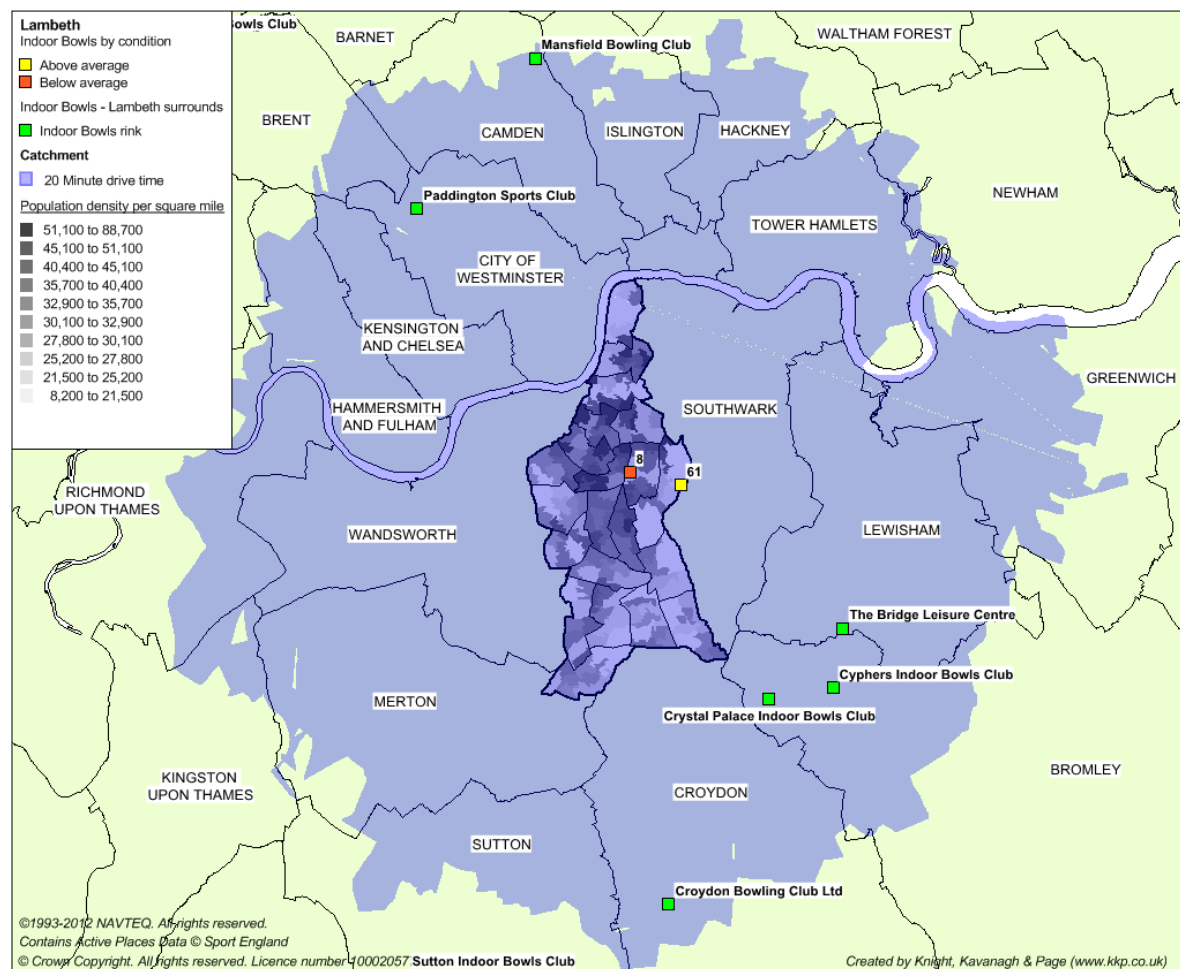 Lambeth
Indoor Bowls by condition
Above average
Below average
Indoor Bowls - Lambeth surrounds
Indoor Bowls rink
Catchment
20 Minute drive time
Population density per square mile
51,100 to 88,700
45,100 to 51,100
40,400 to 45,100
35,700 to 40,400
32,900 to 35,700
30,100 to 32,900
27,800 to 30,100
25,200 to 27,800
21,500 to 25,200
8,200 to 21,500
Bowls Club
BARNET
WALTHAM FOREST
Mansfield Bowling Club
BRENT
CAMDEN
ISLINGTON
HACKNEY
NEWHAM
Paddington Sports Club
TOWER HAMLETS
CITY OF
WESTMINSTER
KENSINGTON
AND CHELSEA
GREENWICH
HAMMERSMITH
AND FULHAM
SOUTHWARK
8
61
RICHMOND
UPON THAMES
WANDSWORTH
LEWISHAM
The Bridge Leisure Centre
Cyphers Indoor Bowls Club
MERTON
Crystal Palace Indoor Bowls Club
BROMLEY
KINGSTON
UPON THAMES
CROYDON
SUTTON
Croydon Bowling Club Ltd
©1993-2012 NAVTEQ. All rights reserved.
Contains Active Places Data © Sport England
© Crown Copyright. All rights reserved. Licence number 10002057
Sutton Indoor Bowls Club
Created by Knight, Kavanagh & Page (www.kkp.co.uk)